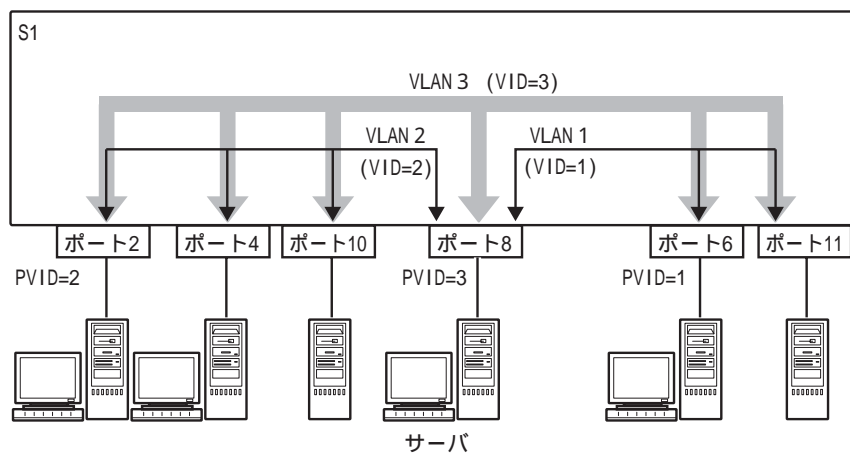 S1
VLAN 3 (VID=3)
VLAN 2
(VID=2)
VLAN 1
(VID=1)
ポート2
ポート4
ポート10
ポート8
ポート6
ポート11
PVID=2
PVID=3
PVID=1
サーバ